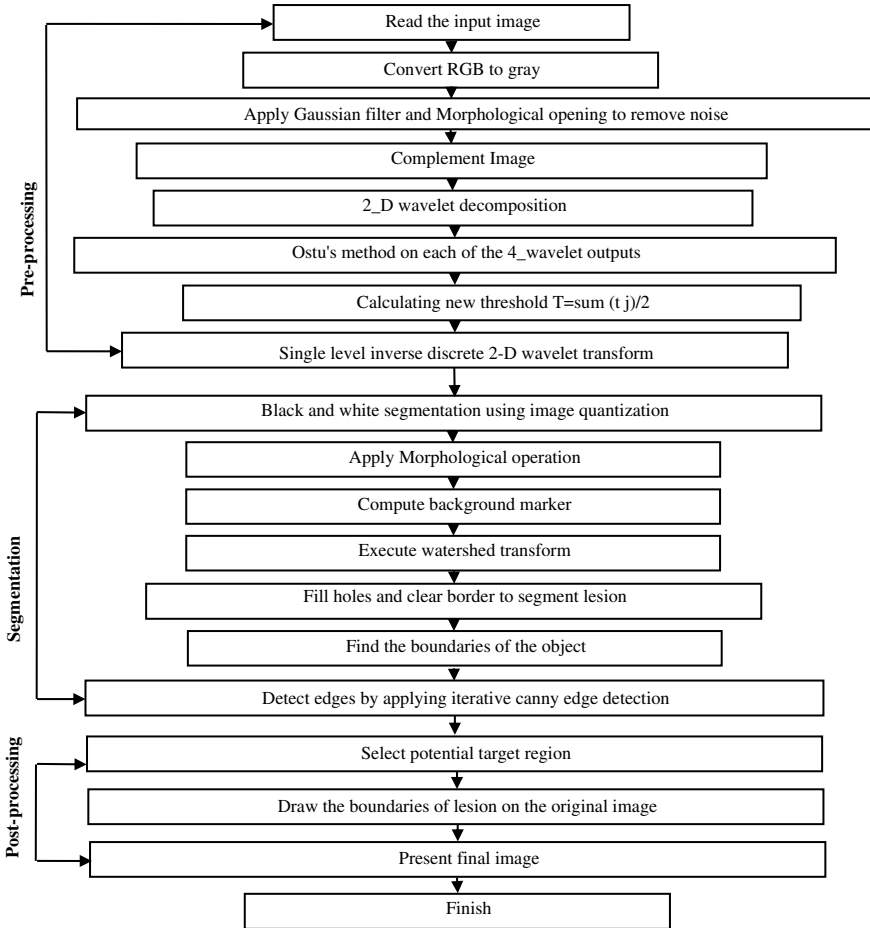 Read the input image
Convert RGB to gray
Apply Gaussian filter and Morphological opening to remove noise
Complement Image
2_D wavelet decomposition
Ostu's method on each of the 4_wavelet outputs
Calculating new threshold T=sum (t j)/2
Single level inverse discrete 2-D wavelet transform
Pre-processing
Black and white segmentation using image quantization
Apply Morphological operation
Compute background marker
Execute watershed transform
Fill holes and clear border to segment lesion
Find the boundaries of the object
Detect edges by applying iterative canny edge detection
Segmentation
Select potential target region
Draw the boundaries of lesion on the original image
Present final image
Post-processing
Finish